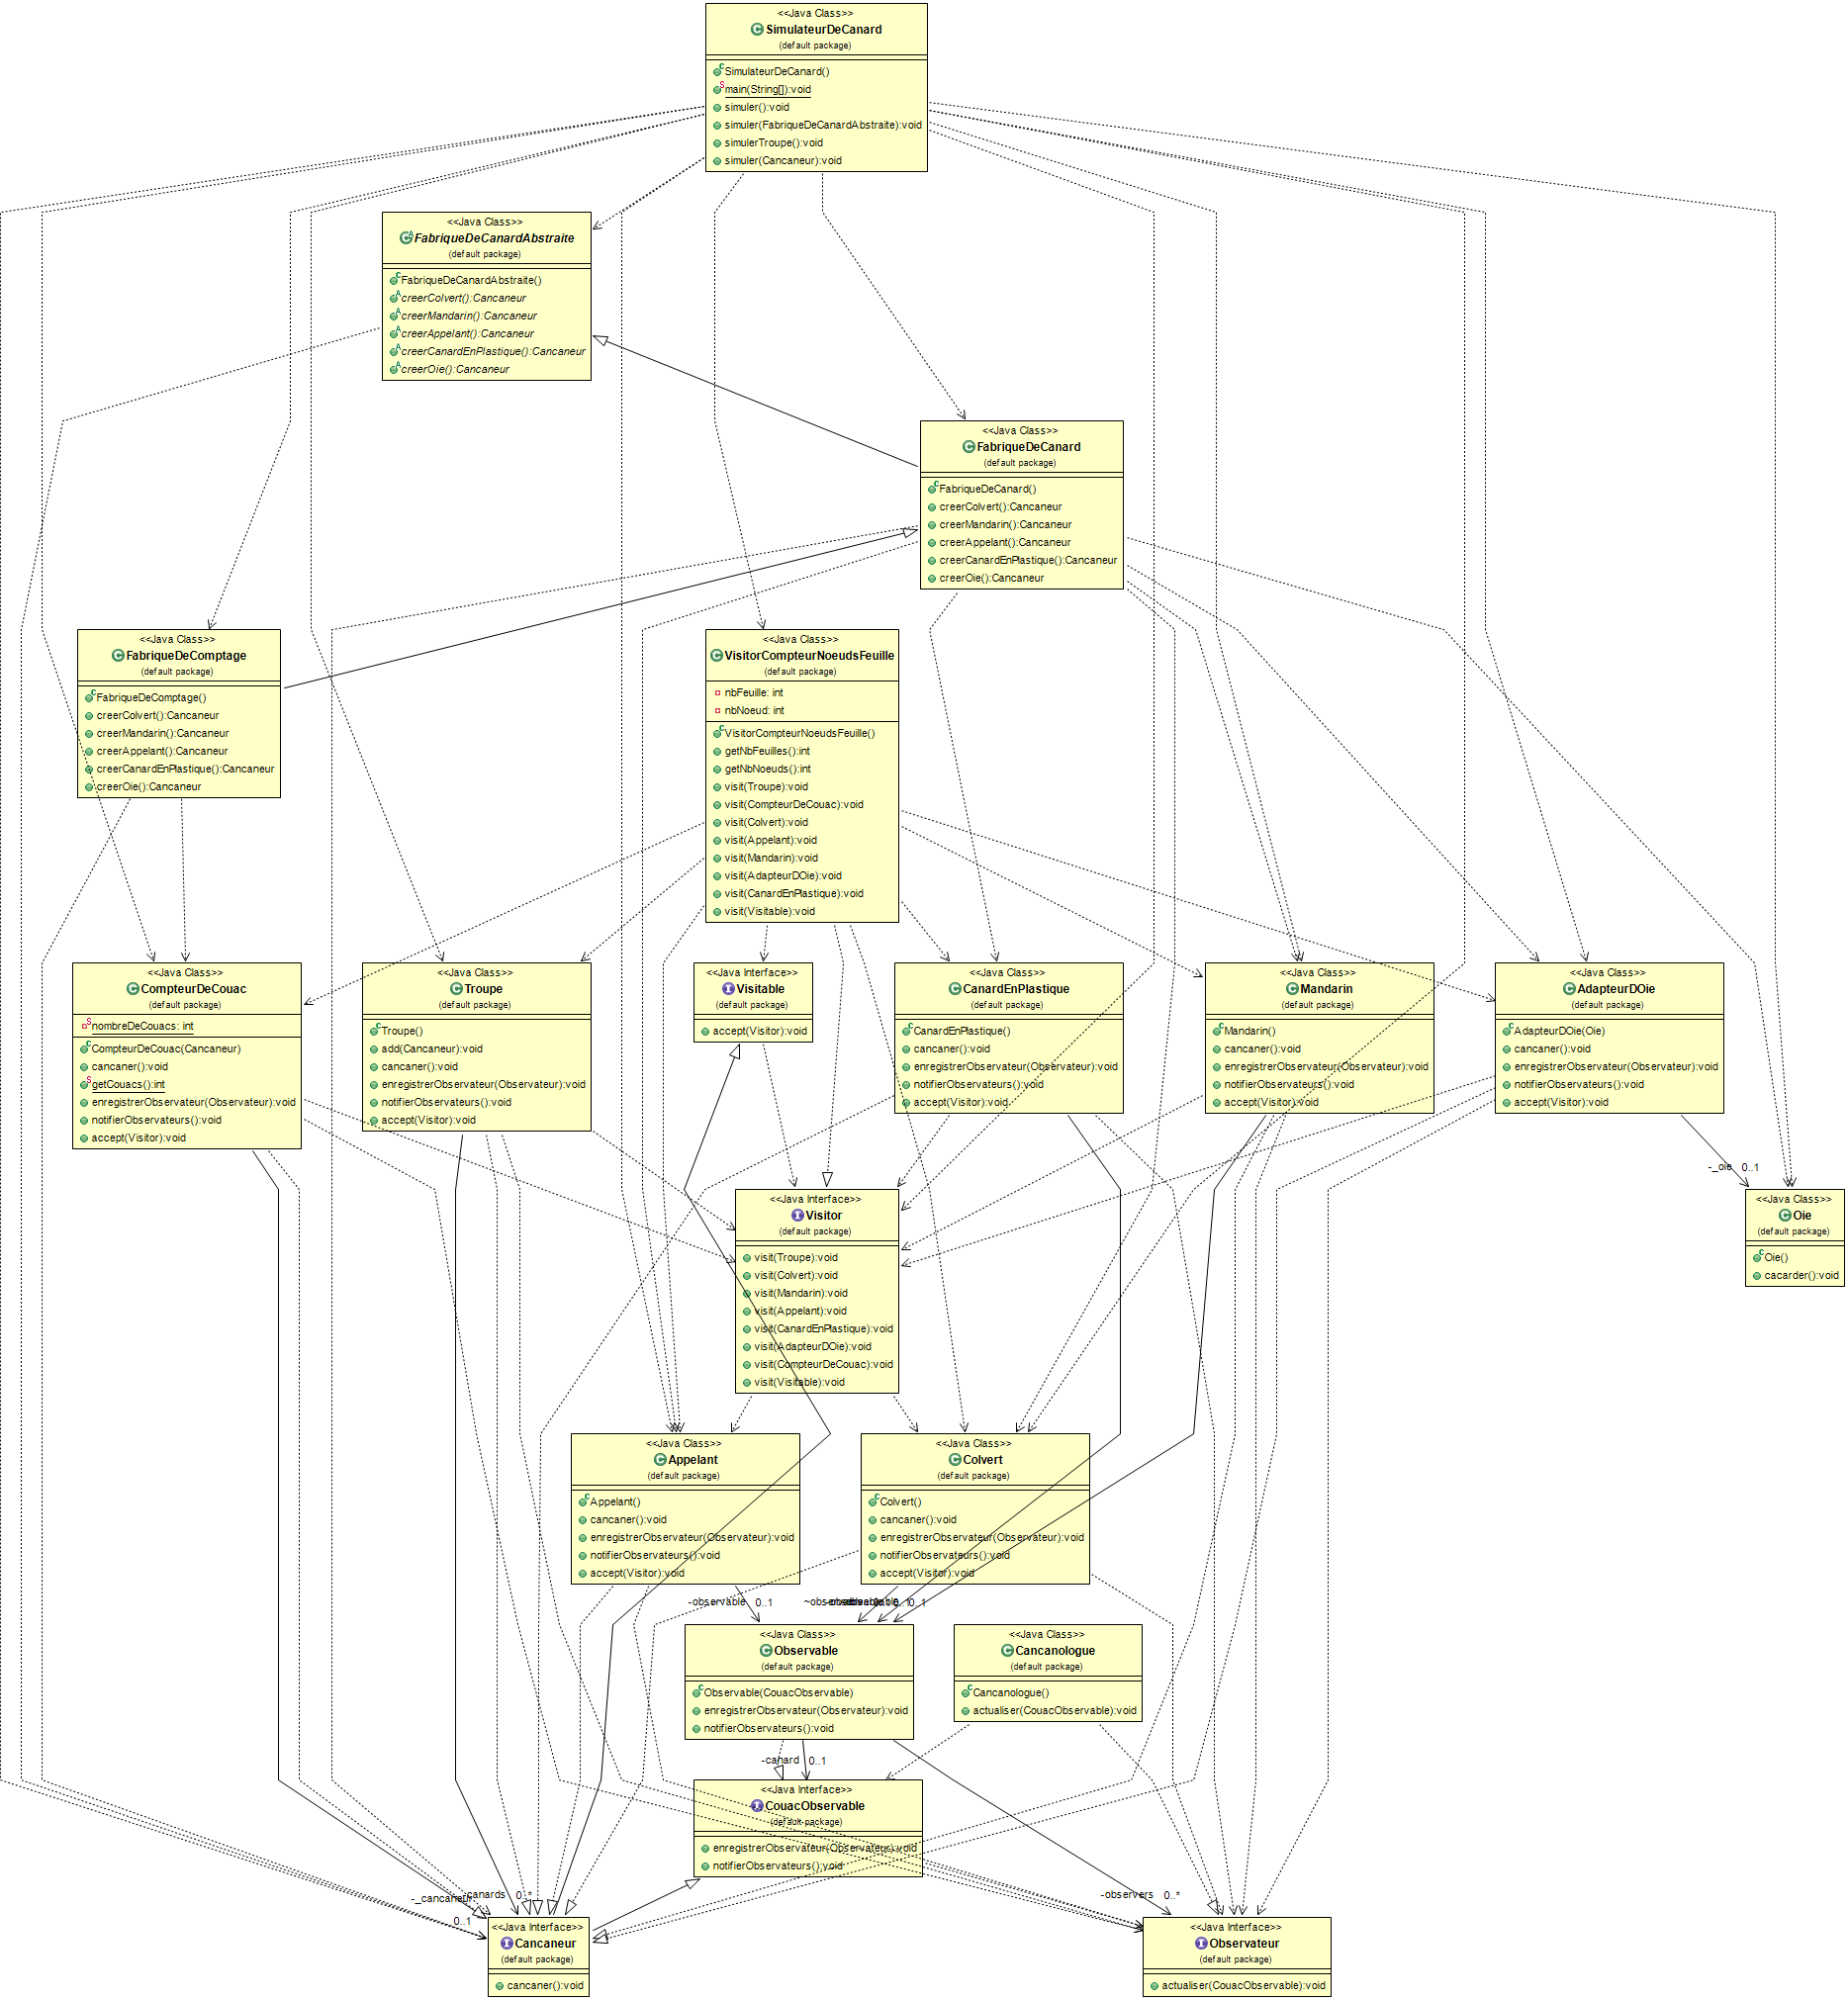 <<Java Class>>
SimulateurDeCanard
(default package)
SimulateurDeCanard()
main(String[]):void
simuler():void
simuler(FabriqueDeCanardAbstraite):void
simulerTroupe():void
simuler(Cancaneur):void
<<Java Class>>
FabriqueDeCanardAbstraite
(default package)
FabriqueDeCanardAbstraite()
creerColvert():Cancaneur
creerMandarin():Cancaneur
creerAppelant():Cancaneur
creerCanardEnPlastique():Cancaneur
creerOie():Cancaneur
<<Java Class>>
FabriqueDeCanard
(default package)
FabriqueDeCanard()
creerColvert():Cancaneur
creerMandarin():Cancaneur
creerAppelant():Cancaneur
creerCanardEnPlastique():Cancaneur
creerOie():Cancaneur
<<Java Class>>
FabriqueDeComptage
(default package)
FabriqueDeComptage()
creerColvert():Cancaneur
creerMandarin():Cancaneur
creerAppelant():Cancaneur
creerCanardEnPlastique():Cancaneur
creerOie():Cancaneur
<<Java Class>>
VisitorCompteurNoeudsFeuille
(default package)
nbFeuille: int
nbNoeud: int
VisitorCompteurNoeudsFeuille()
getNbFeuilles():int
getNbNoeuds():int
visit(Troupe):void
visit(CompteurDeCouac):void
visit(Colvert):void
visit(Appelant):void
visit(Mandarin):void
visit(AdapteurDOie):void
visit(CanardEnPlastique):void
visit(Visitable):void
<<Java Class>>
CompteurDeCouac
(default package)
nombreDeCouacs: int
CompteurDeCouac(Cancaneur)
cancaner():void
getCouacs():int
enregistrerObservateur(Observateur):void
notifierObservateurs():void
accept(Visitor):void
<<Java Class>>
Troupe
(default package)
Troupe()
add(Cancaneur):void
cancaner():void
enregistrerObservateur(Observateur):void
notifierObservateurs():void
accept(Visitor):void
<<Java Interface>>
Visitable
(default package)
accept(Visitor):void
<<Java Class>>
CanardEnPlastique
(default package)
CanardEnPlastique()
cancaner():void
enregistrerObservateur(Observateur):void
notifierObservateurs():void
accept(Visitor):void
<<Java Class>>
Mandarin
(default package)
Mandarin()
cancaner():void
enregistrerObservateur(Observateur):void
notifierObservateurs():void
accept(Visitor):void
<<Java Class>>
AdapteurDOie
(default package)
AdapteurDOie(Oie)
cancaner():void
enregistrerObservateur(Observateur):void
notifierObservateurs():void
accept(Visitor):void
-_oie 0..1
<<Java Interface>>
Visitor
(default package)
visit(Troupe):void
visit(Colvert):void
visit(Mandarin):void
visit(Appelant):void
visit(CanardEnPlastique):void
visit(AdapteurDOie):void
visit(CompteurDeCouac):void
visit(Visitable):void
<<Java Class>>
Oie
(default package)
Oie()
cacarder():void
<<Java Class>>
Appelant
(default package)
Appelant()
cancaner():void
enregistrerObservateur(Observateur):void
notifierObservateurs():void
accept(Visitor):void
<<Java Class>>
Colvert
(default package)
Colvert()
cancaner():void
enregistrerObservateur(Observateur):void
notifierObservateurs():void
accept(Visitor):void
-observable 0..1
0..1
<<Java Class>>
Observable
(default package)
Observable(CouacObservable)
enregistrerObservateur(Observateur):void
notifierObservateurs():void
<<Java Class>>
Cancanologue
(default package)
Cancanologue()
actualiser(CouacObservable):void
-canard 0..1
<<Java Interface>>
CouacObservable
(default package)
enregistrerObservateur(Observateur):void
notifierObservateurs():void
-_cancaneur
canards 0..*
0..1
-observers 0..*
<<Java Interface>>
Cancaneur
(default package)
cancaner():void
<<Java Interface>>
Observateur
(default package)
actualiser(CouacObservable):void